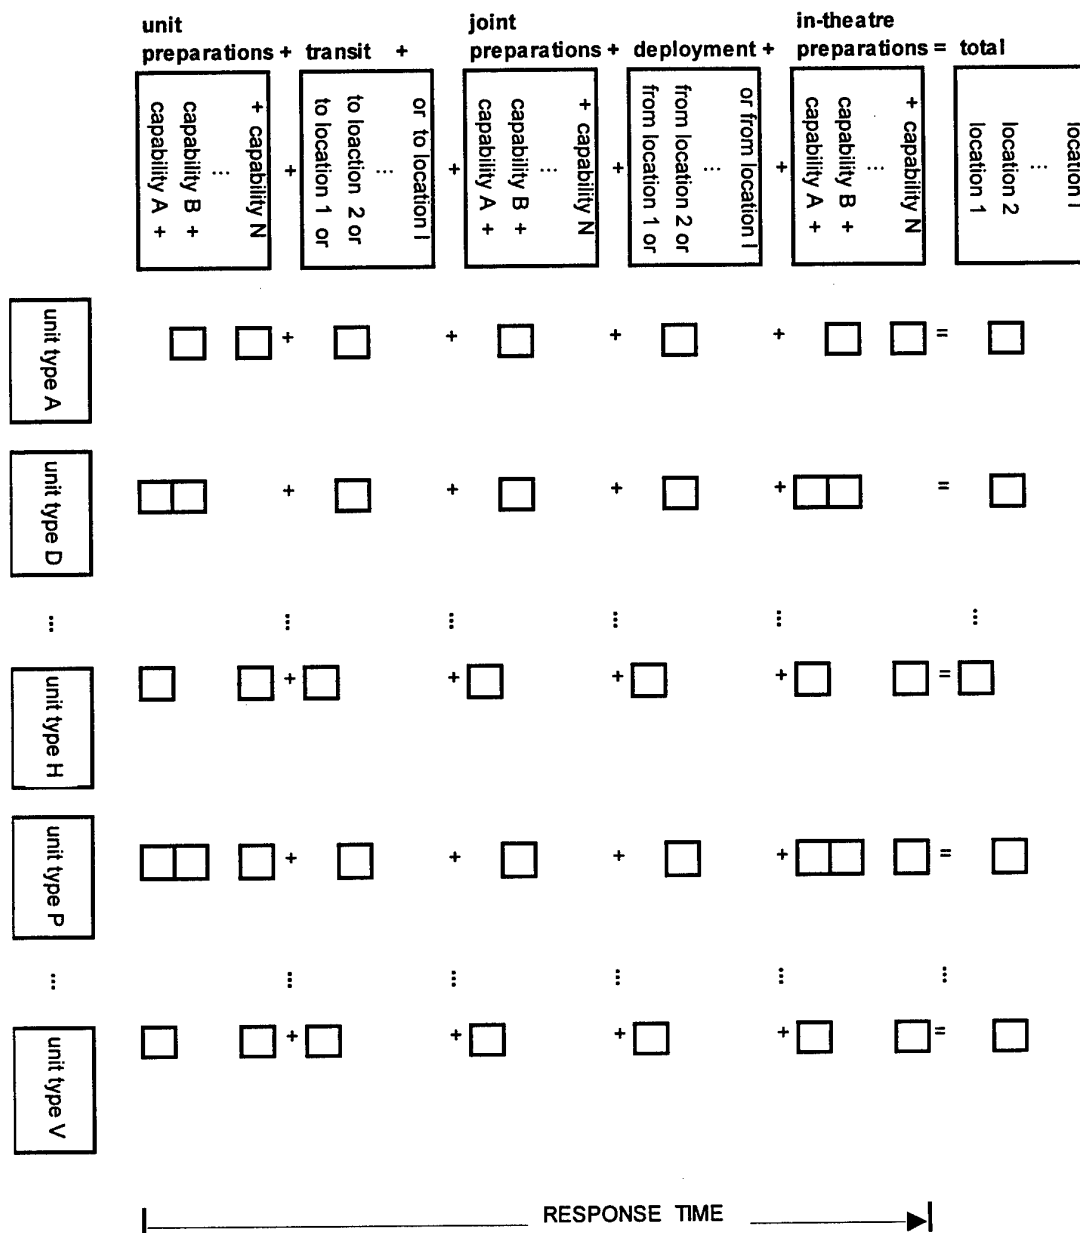 unit
preparations + transit +
joint
preparations + deployment +
in-theatre
preparations = total
+ capability N
⋮
capability B +
capability A +
+
or to location I
⋮
to loaction 2 or
to location 1 or
+
+ capability N
⋮
capability B +
capability A +
+
or from location I
⋮
from location 2 or
from location 1 or
+
+ capability N
⋮
capability B +
capability A +
location I
⋮
location 2
location 1
unit type A
+ + + + =
unit type D
+ + + + =
... ... ... ... ... ...
unit type H
+ + + + =
unit type P
+ + + + =
... ... ... ... ... ...
unit type V
+ + + + =
RESPONSE TIME